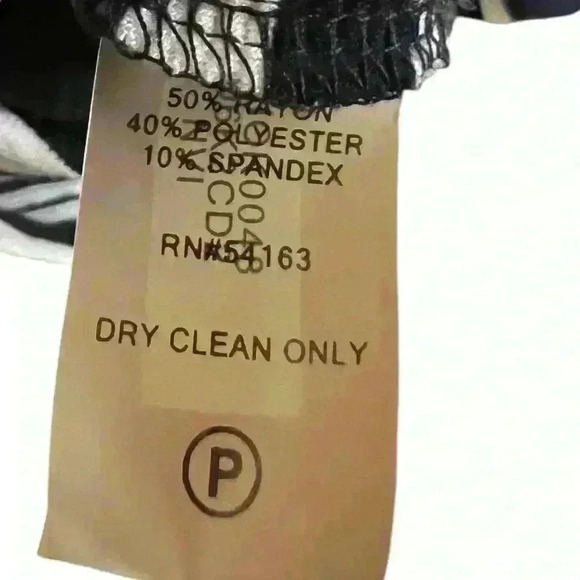 50% RAYON
40% POLYESTER
10% SPANDEX
RN#54163
DRY CLEAN ONLY
P